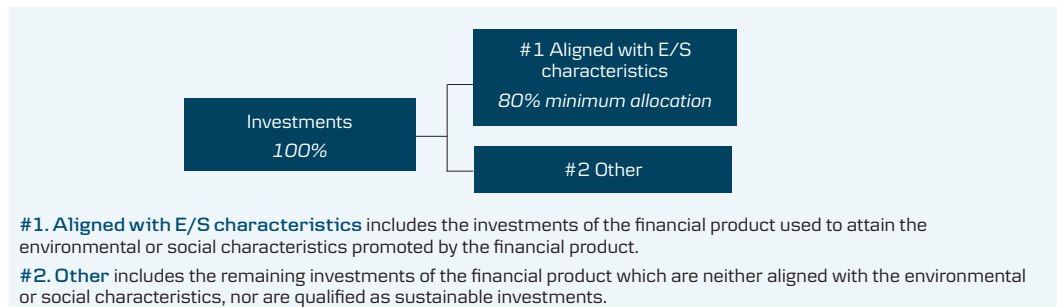 #1 Aligned with E/S
characteristics
80% minimum allocation
Investments
100%
#2 Other
#1. Aligned with E/S characteristics includes the investments of the financial product used to attain the
environmental or social characteristics promoted by the financial product.
#2. Other includes the remaining investments of the financial product which are neither aligned with the environmental
or social characteristics, nor are qualified as sustainable investments.